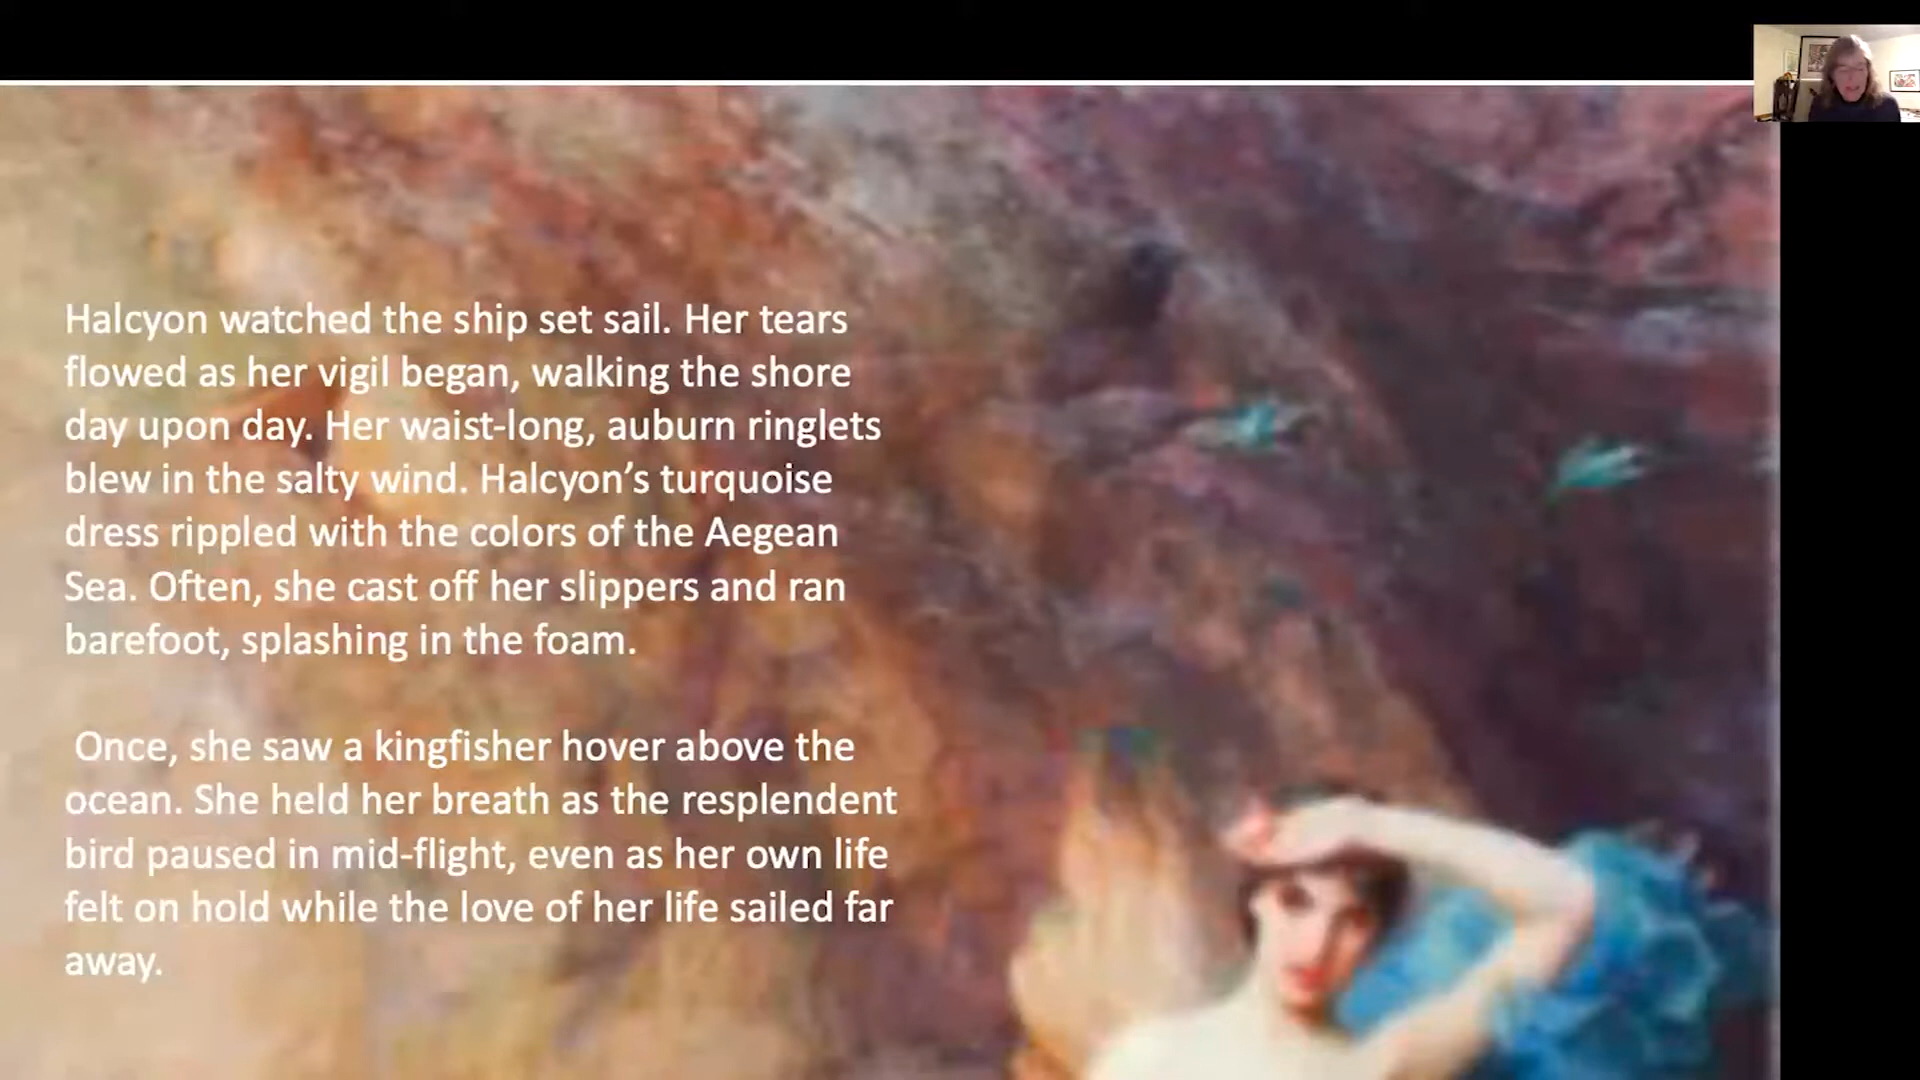 Halcyon watched the ship set sail. Her tears
flowed as her vigil began, walking the shore
day upon day. Her waist-long, auburn ringlets
blew in the salty wind. Halcyon’s turquoise
dress rippled with the colors of the Aegean
Sea. Often, she cast off her slippers and ran
barefoot, splashing in the foam.
Once, she saw a kingfisher hover above the
ocean. She held her breath as the resplendent
bird paused in mid-flight, even as her own life
felt on hold while the love of her life sailed far
away.